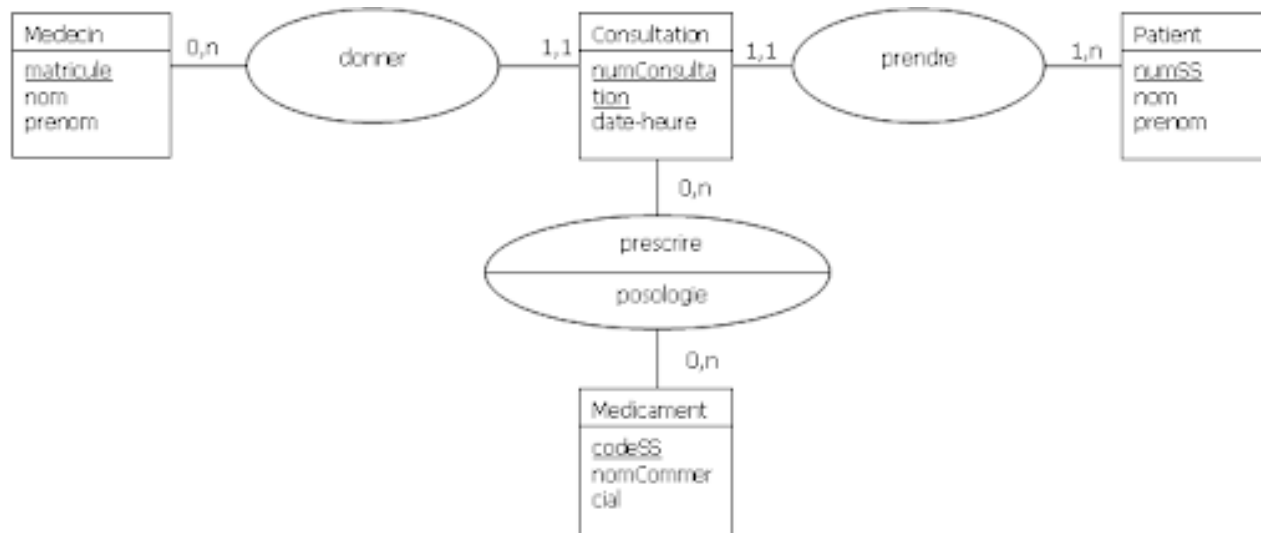 Medecin
matricule
nom
prenom
0,n
donner
1,1
Consultation
numConsulta
tion
date-heure
1,1
prendre
1,n
Patient
numSS
nom
prenom
0,n
prescrire
posologie
0,n
Medicament
codeSS
nomCommer
cial